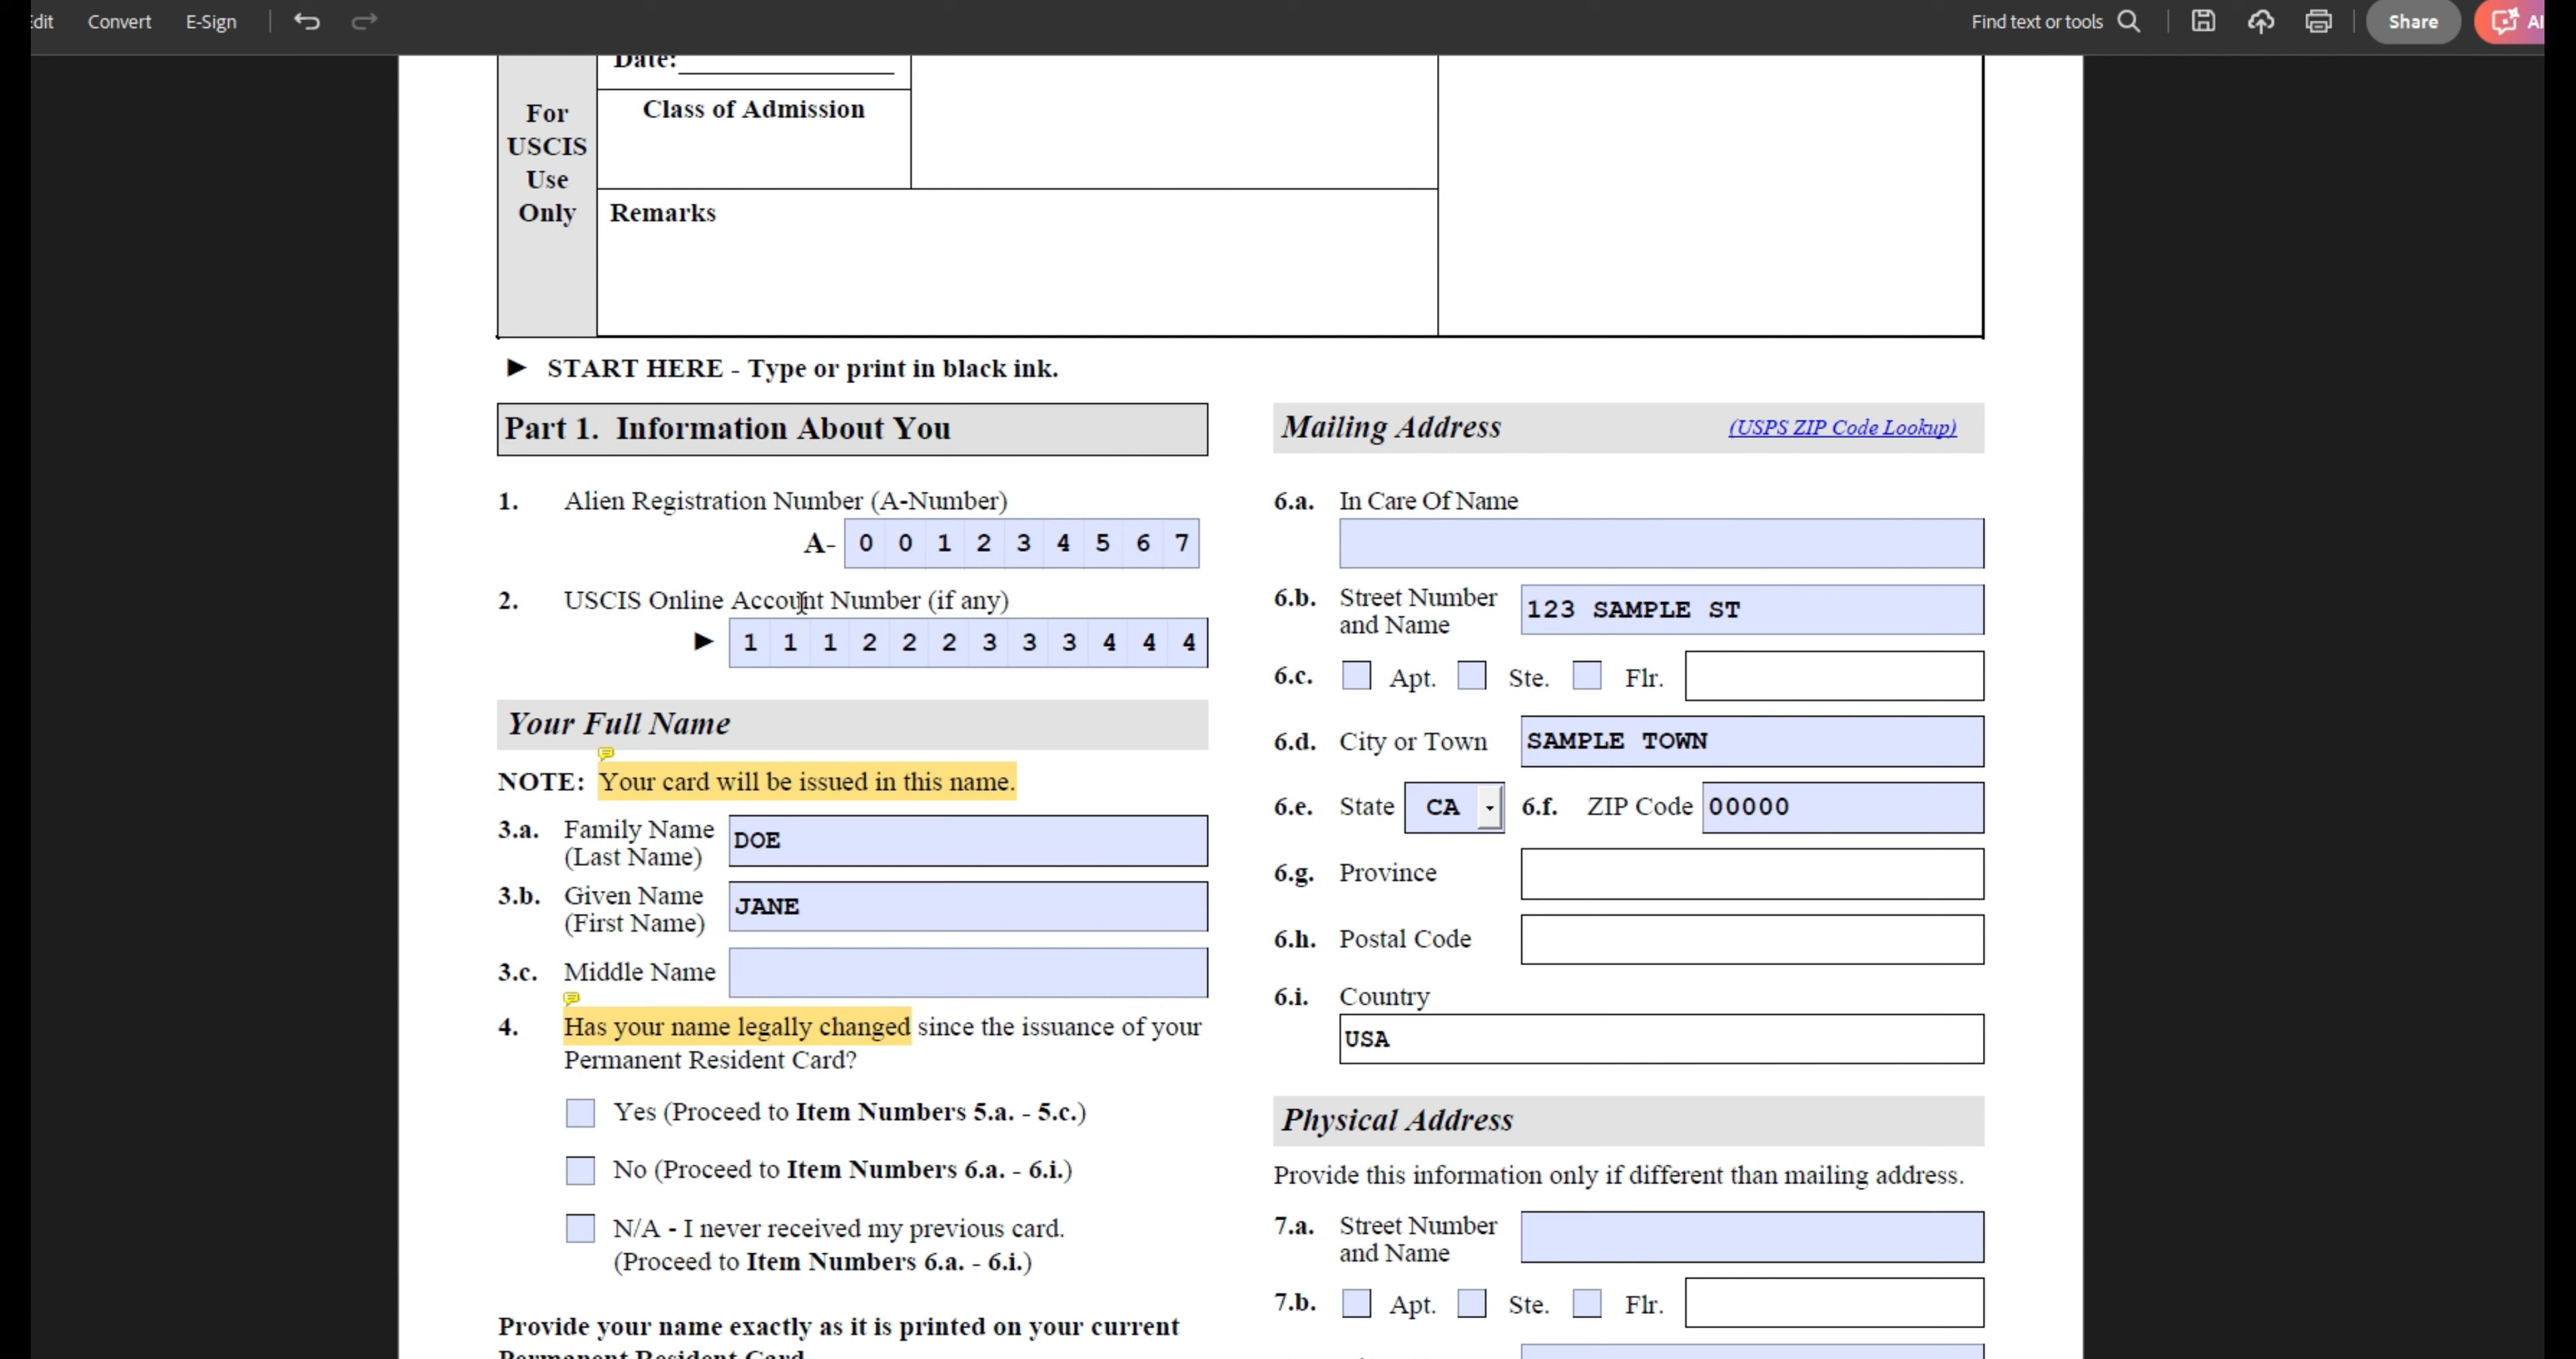 Convert
E-Sign
Find text or tools
Share
AI
Date:
For
USCIS
Use
Only
Class of Admission
Remarks
► START HERE - Type or print in black ink.
Part 1. Information About You
1. Alien Registration Number (A-Number)
A- 0 0 1 2 3 4 5 6 7
2. USCIS Online Account Number (if any)
► 1 1 1 2 2 2 3 3 3 4 4 4
Your Full Name
NOTE: Your card will be issued in this name.
3.a. Family Name
(Last Name)
DOE
3.b. Given Name
(First Name)
JANE
3.c. Middle Name
4. Has your name legally changed since the issuance of your
Permanent Resident Card?
Yes (Proceed to Item Numbers 5.a. - 5.c.)
No (Proceed to Item Numbers 6.a. - 6.i.)
N/A - I never received my previous card.
(Proceed to Item Numbers 6.a. - 6.i.)
Provide your name exactly as it is printed on your current
Permanent Resident Card
Mailing Address
(USPS ZIP Code Lookup)
6.a. In Care Of Name
6.b. Street Number
and Name
123 SAMPLE ST
6.c. Apt. Ste. Flr.
6.d. City or Town SAMPLE TOWN
6.e. State CA 6.f. ZIP Code 00000
6.g. Province
6.h. Postal Code
6.i. Country
USA
Physical Address
Provide this information only if different than mailing address.
7.a. Street Number
and Name
7.b. Apt. Ste. Flr.